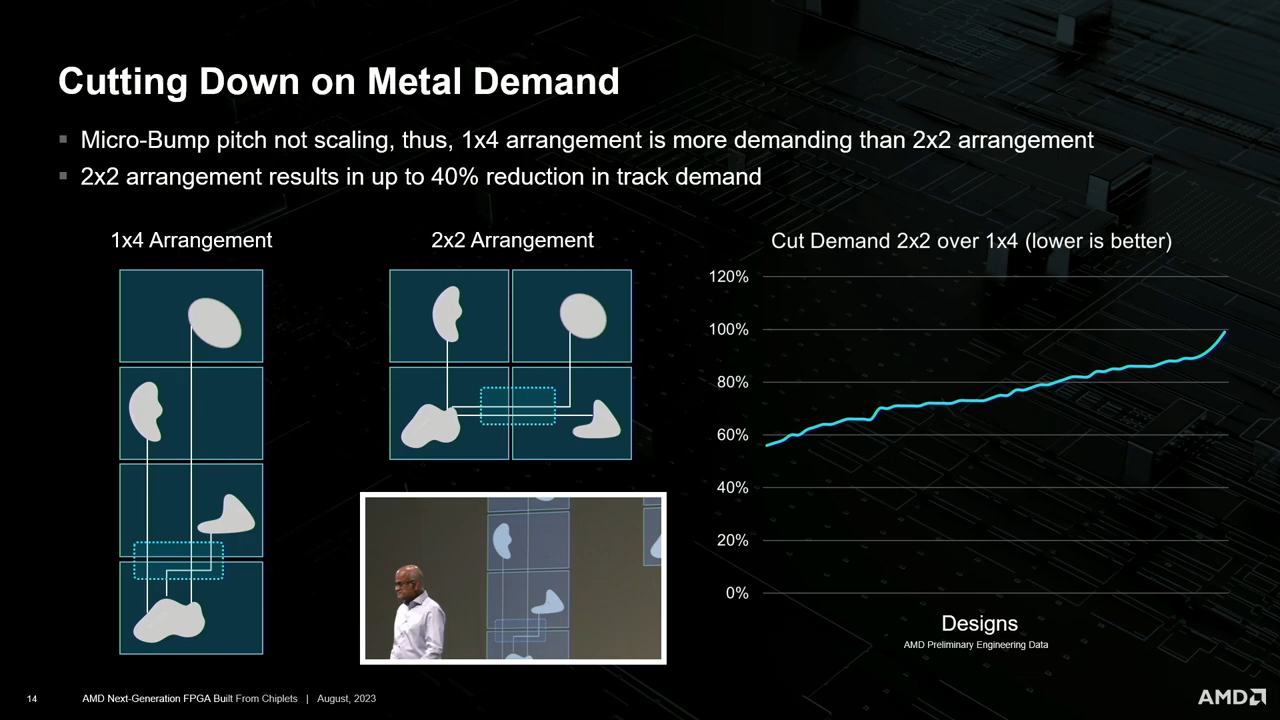 Cutting Down on Metal Demand
Micro-Bump pitch not scaling, thus, 1x4 arrangement is more demanding than 2x2 arrangement
2x2 arrangement results in up to 40% reduction in track demand
1x4 Arrangement
2x2 Arrangement
Cut Demand 2x2 over 1x4 (lower is better)
120%
100%
80%
60%
40%
20%
0%
Designs
AMD Preliminary Engineering Data
14
AMD Next-Generation FPGA Built From Chiplets | August, 2023
AMD